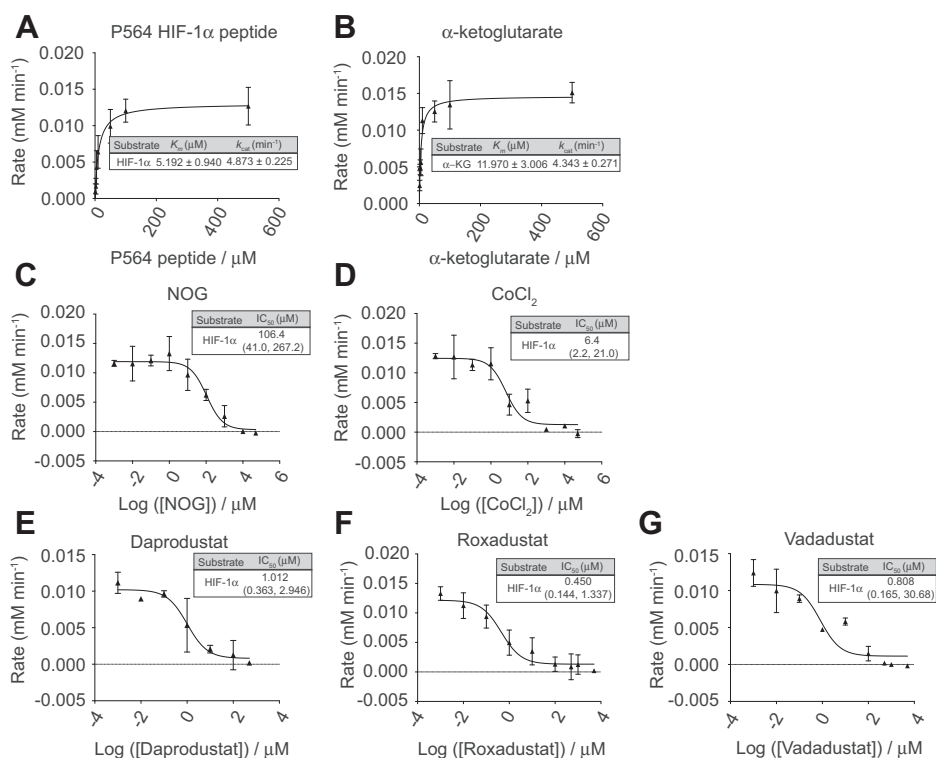 A
P564 HIF-1α peptide
Rate (mM min⁻¹)
0.020
0.015
0.010
0.005
0.000
Substrate Kₘ (μM) k_cat (min⁻¹)
HIF-1α 5.192 ± 0.940 4.873 ± 0.225
0 200 400 600
P564 peptide / μM
B
α-ketoglutarate
Rate (mM min⁻¹)
0.020
0.015
0.010
0.005
0.000
Substrate Kₘ (μM) k_cat (min⁻¹)
α–KG 11.970 ± 3.006 4.343 ± 0.271
0 200 400 600
α-ketoglutarate / μM
C
NOG
Rate (mM min⁻¹)
0.020
0.015
0.010
0.005
0.000
-0.005
Substrate IC₅₀ (μM)
HIF-1α 106.4
(41.0, 267.2)
-4 -2 0 2 4 6
Log ([NOG]) / μM
D
CoCl₂
Rate (mM min⁻¹)
0.020
0.015
0.010
0.005
0.000
-0.005
Substrate IC₅₀ (μM)
HIF-1α 6.4
(2.2, 21.0)
-4 -2 0 2 4 6
Log ([CoCl₂]) / μM
E
Daprodustat
Rate (mM min⁻¹)
0.015
0.010
0.005
0.000
-0.005
Substrate IC₅₀ (μM)
HIF-1α 1.012
(0.363, 2.946)
-4 -2 0 2 4
Log ([Daprodustat]) / μM
F
Roxadustat
Rate (mM min⁻¹)
0.020
0.015
0.010
0.005
0.000
-0.005
Substrate IC₅₀ (μM)
HIF-1α 0.450
(0.144, 1.337)
-4 -2 0 2 4
Log ([Roxadustat]) / μM
G
Vadadustat
Rate (mM min⁻¹)
0.015
0.010
0.005
0.000
-0.005
Substrate IC₅₀ (μM)
HIF-1α 0.808
(0.165, 30.68)
-4 -2 0 2 4
Log ([Vadadustat]) / μM